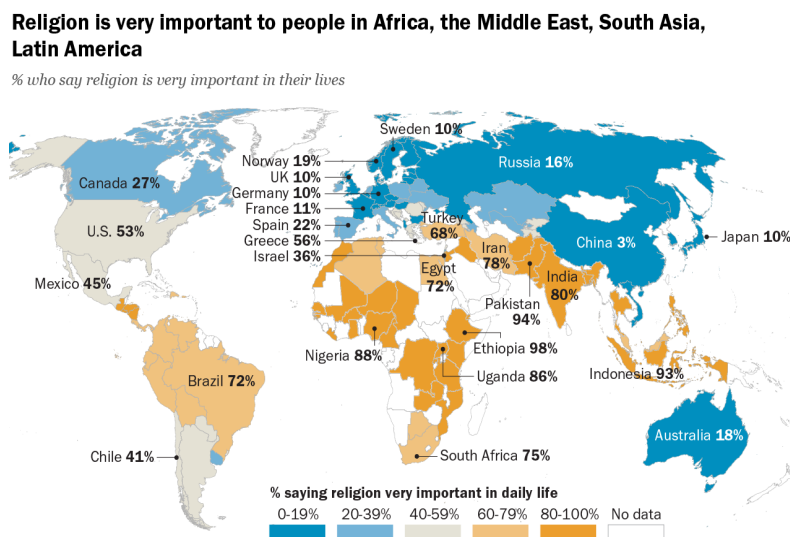 Religion is very important to people in Africa, the Middle East, South Asia,
Latin America
% who say religion is very important in their lives
Sweden 10%
Norway 19%
Russia 16%
UK 10%
Canada 27%
Germany 10%
France 11%
Spain 22%
Turkey
68%
U.S. 53%
Greece 56%
Japan 10%
China 3%
Israel 36%
Iran
78%
Egypt
72%
India
80%
Mexico 45%
Pakistan
94%
Nigeria 88%
Ethiopia 98%
Uganda 86%
Indonesia 93%
Brazil 72%
Australia 18%
Chile 41%
South Africa 75%
% saying religion very important in daily life
0-19% 20-39% 40-59% 60-79% 80-100% No data